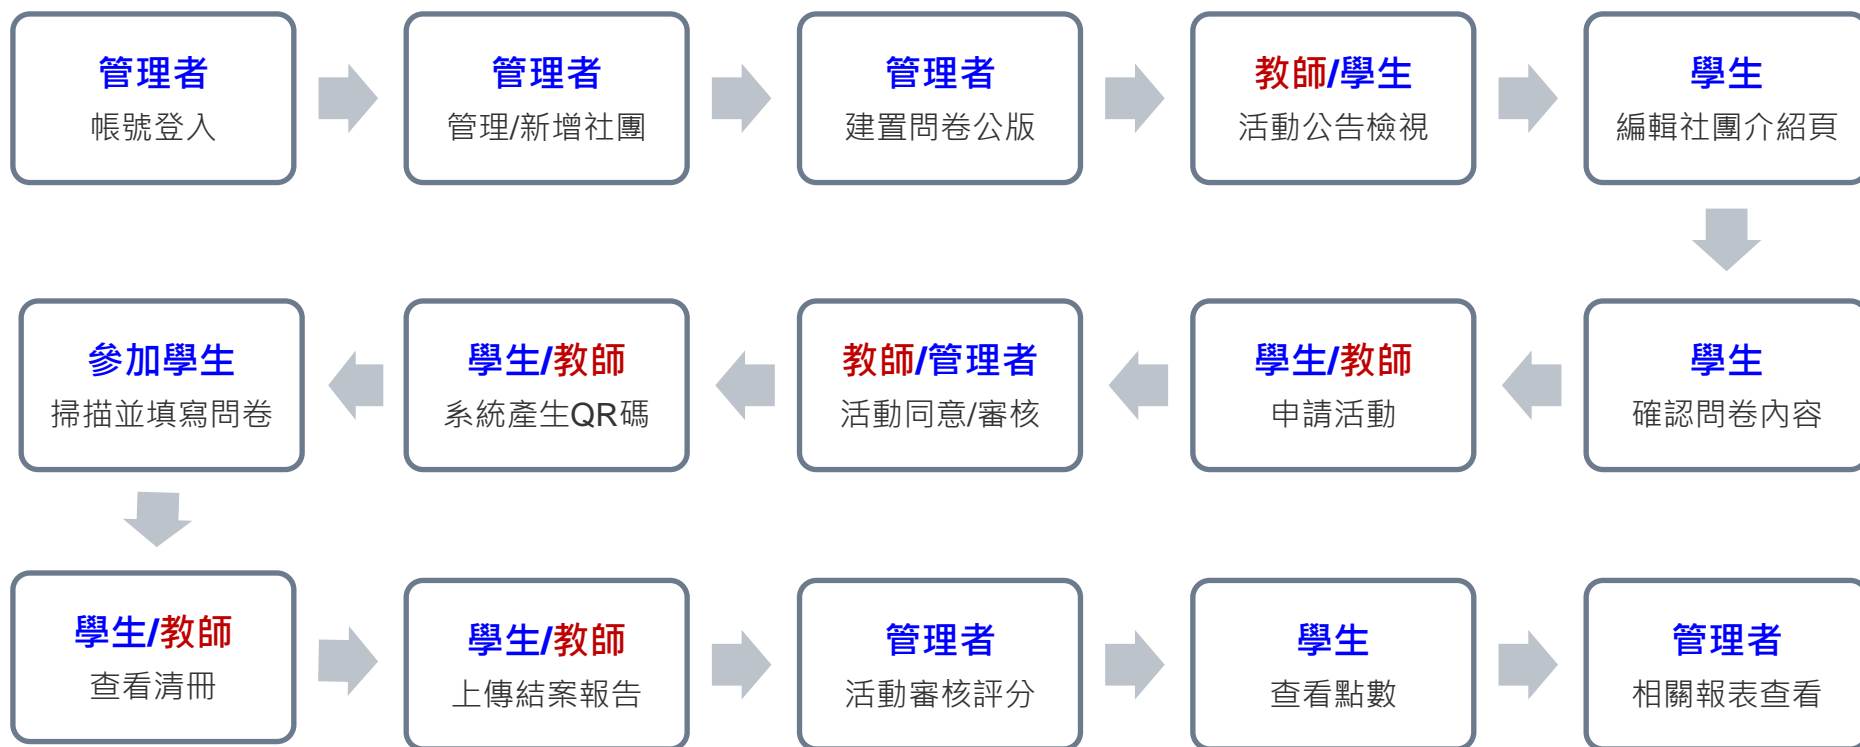 管理者
帳號登入
管理者
管理/新增社團
管理者
建置問卷公版
教師/學生
活動公告檢視
學生
編輯社團介紹頁
學生
確認問卷內容
學生/教師
申請活動
教師/管理者
活動同意/審核
學生/教師
系統產生QR碼
參加學生
掃描並填寫問卷
學生/教師
查看清冊
學生/教師
上傳結案報告
管理者
活動審核評分
學生
查看點數
管理者
相關報表查看